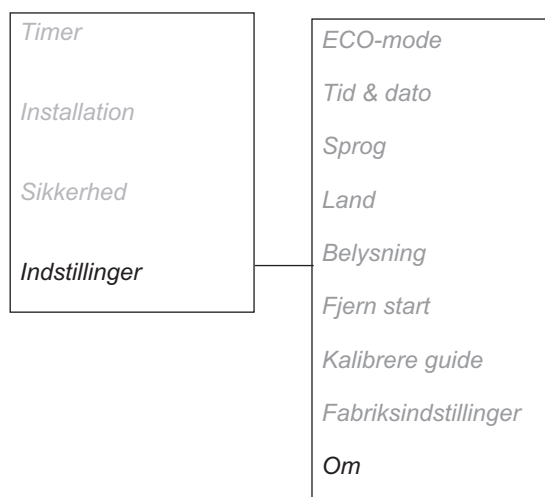 Timer
Installation
Sikkerhed
Indstillinger
ECO-mode
Tid & dato
Sprog
Land
Belysning
Fjern start
Kalibrere guide
Fabriksindstillinger
Om